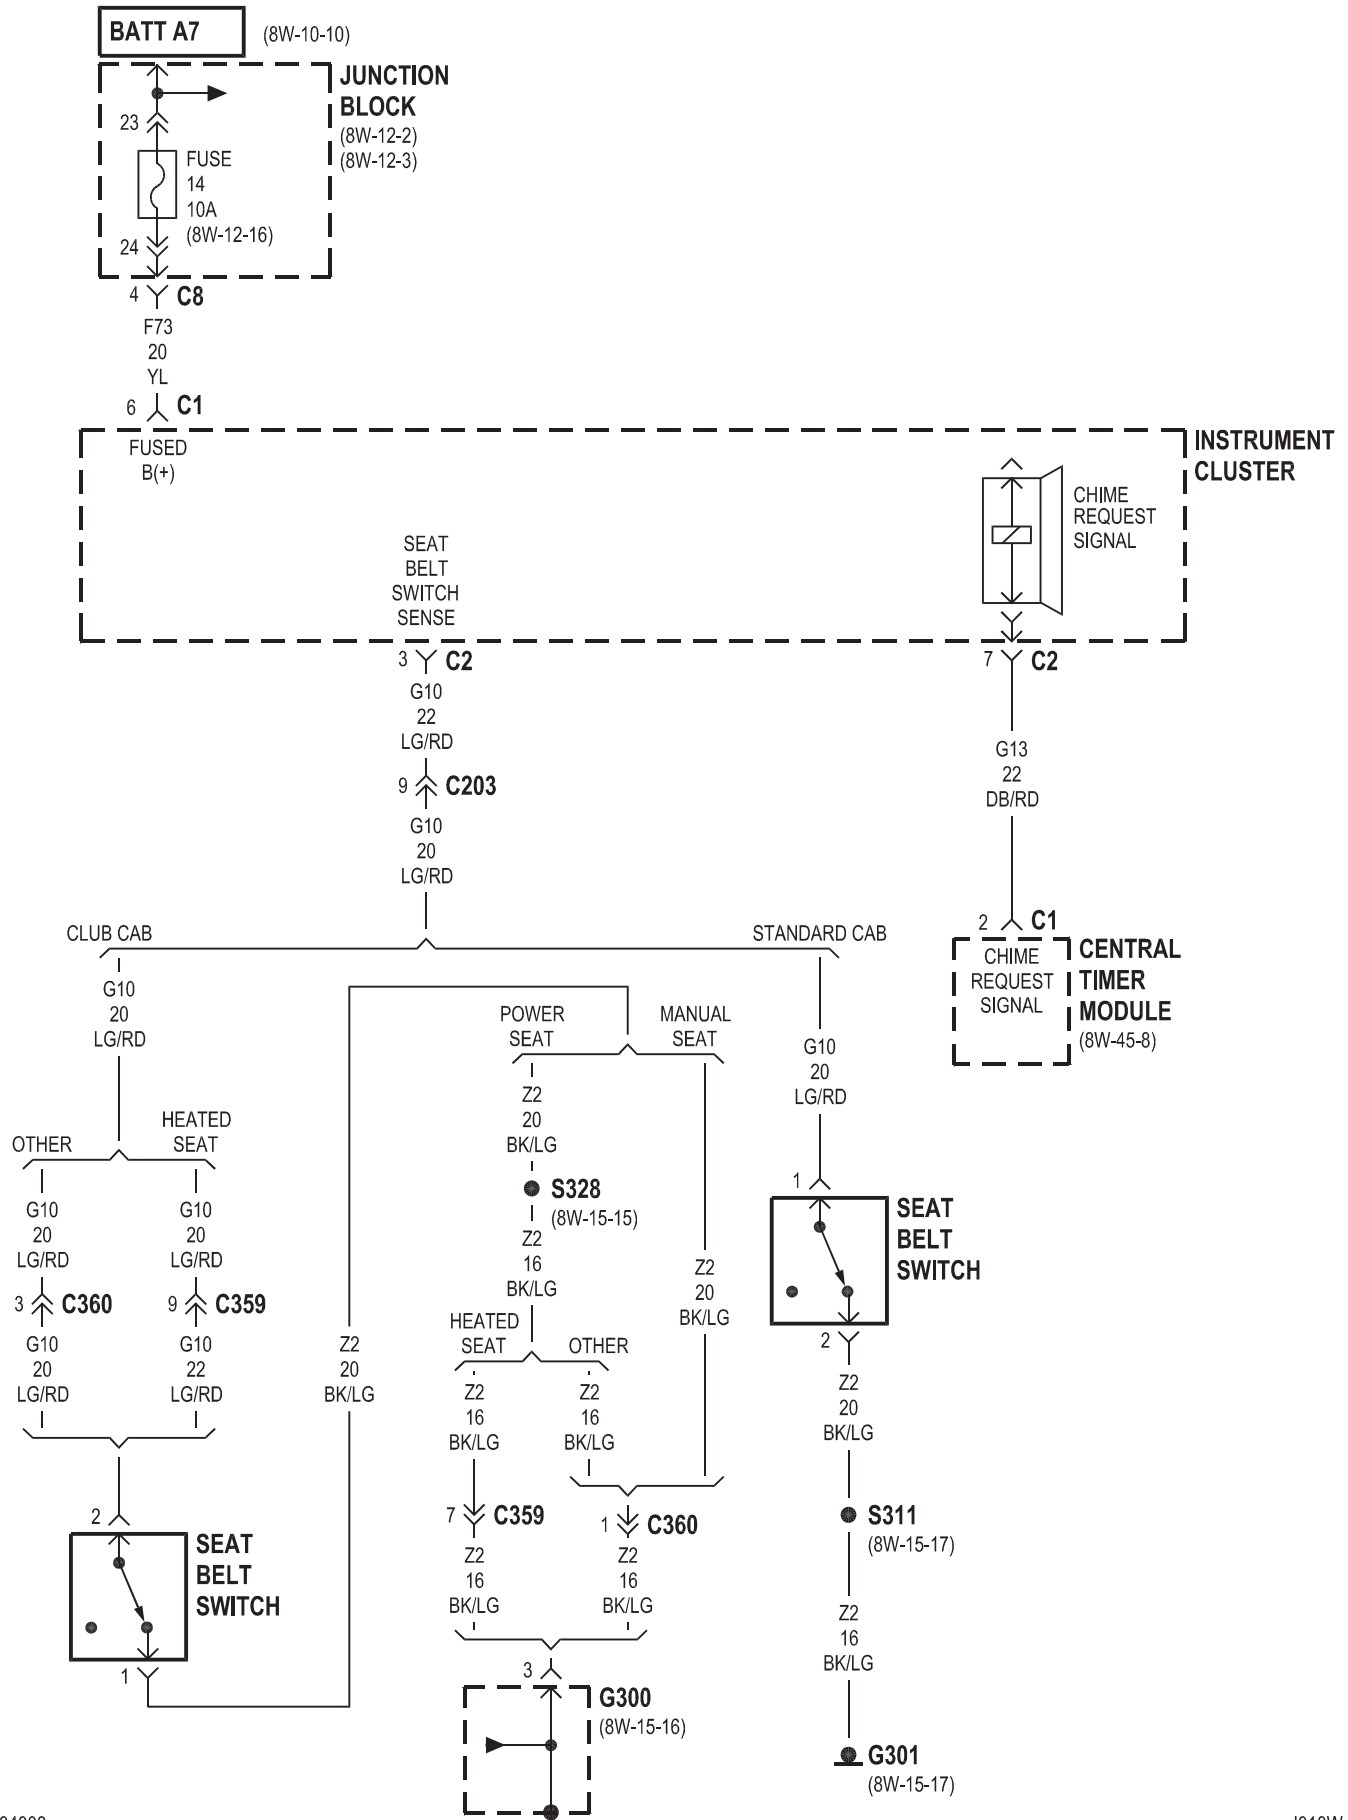 BATT A7
(8W-10-10)
JUNCTION
BLOCK
(8W-12-2)
(8W-12-3)
23
FUSE
14
10A
(8W-12-16)
24
4
C8
F73
20
YL
6
C1
FUSED
B(+)
INSTRUMENT
CLUSTER
CHIME
REQUEST
SIGNAL
SEAT
BELT
SWITCH
SENSE
3
C2
G10
22
LG/RD
9
C203
G10
20
LG/RD
7
C2
G13
22
DB/RD
2
C1
CHIME
REQUEST
SIGNAL
CENTRAL
TIMER
MODULE
(8W-45-8)
CLUB CAB
STANDARD CAB
G10
20
LG/RD
OTHER
HEATED
SEAT
G10
20
LG/RD
G10
20
LG/RD
3
C360
9
C359
G10
20
LG/RD
G10
22
LG/RD
2
SEAT
BELT
SWITCH
1
Z2
20
BK/LG
POWER
SEAT
MANUAL
SEAT
Z2
20
BK/LG
S328
(8W-15-15)
Z2
16
BK/LG
Z2
20
BK/LG
HEATED
SEAT
OTHER
Z2
16
BK/LG
Z2
16
BK/LG
7
C359
1
C360
Z2
16
BK/LG
Z2
16
BK/LG
3
G300
(8W-15-16)
G10
20
LG/RD
1
SEAT
BELT
SWITCH
2
Z2
20
BK/LG
S311
(8W-15-17)
Z2
16
BK/LG
G301
(8W-15-17)